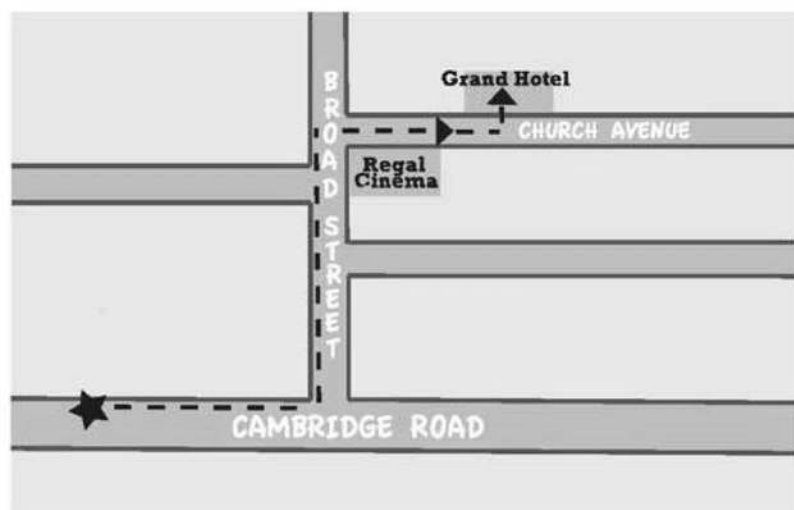 Grand Hotel
BROAD STREET
CHURCH AVENUE
Regal
Cinema
CAMBRIDGE ROAD